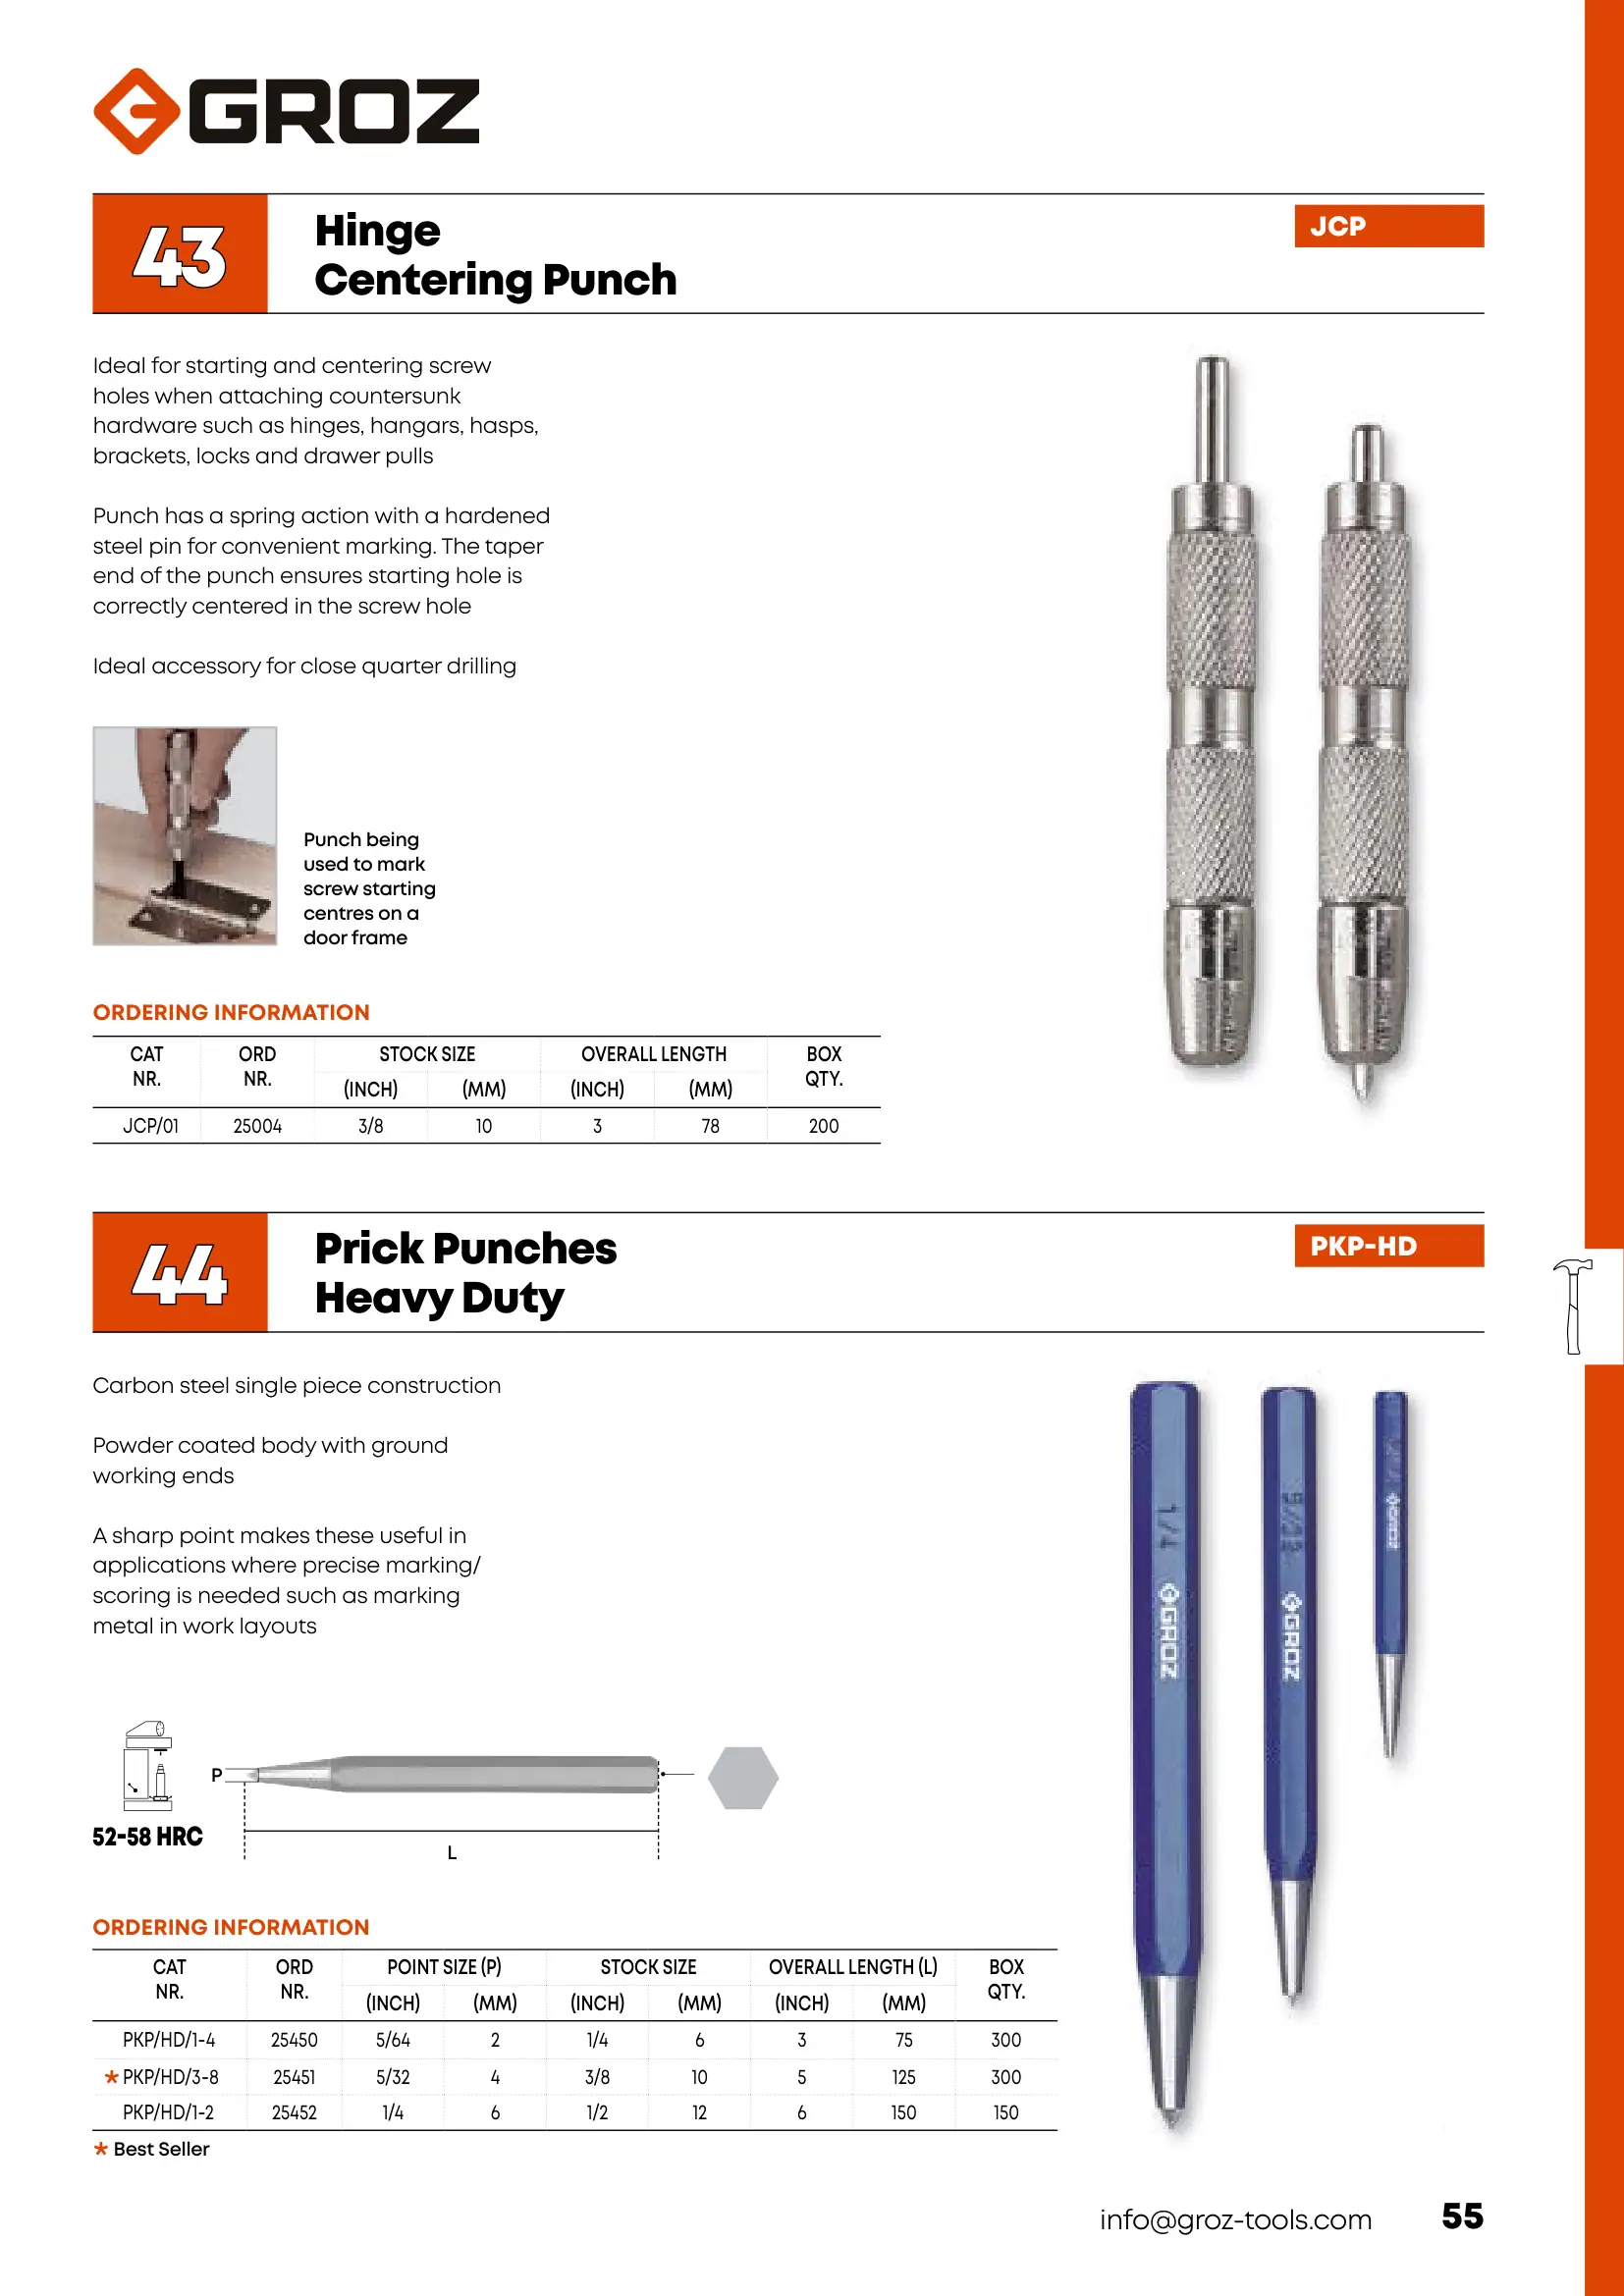 GROZ
43
Hinge
Centering Punch
JCP
Ideal for starting and centering screw
holes when attaching countersunk
hardware such as hinges, hangars, hasps,
brackets, locks and drawer pulls
Punch has a spring action with a hardened
steel pin for convenient marking. The taper
end of the punch ensures starting hole is
correctly centered in the screw hole
Ideal accessory for close quarter drilling
Punch being
used to mark
screw starting
centres on a
door frame
ORDERING INFORMATION
CAT NR. ORD NR. STOCK SIZE OVERALL LENGTH BOX QTY.
(INCH) (MM) (INCH) (MM)
JCP/01 25004 3/8 10 3 78 200
44
Prick Punches
Heavy Duty
PKP-HD
Carbon steel single piece construction
Powder coated body with ground
working ends
A sharp point makes these useful in
applications where precise marking/
scoring is needed such as marking
metal in work layouts
1/4
GROZ
GROZ
GROZ
P
52-58 HRC
L
ORDERING INFORMATION
CAT NR. ORD NR. POINT SIZE (P) STOCK SIZE OVERALL LENGTH (L) BOX QTY.
(INCH) (MM) (INCH) (MM) (INCH) (MM)
PKP/HD/1-4 25450 5/64 2 1/4 6 3 75 300
* PKP/HD/3-8 25451 5/32 4 3/8 10 5 125 300
PKP/HD/1-2 25452 1/4 6 1/2 12 6 150 150
* Best Seller
info@groz-tools.com 55